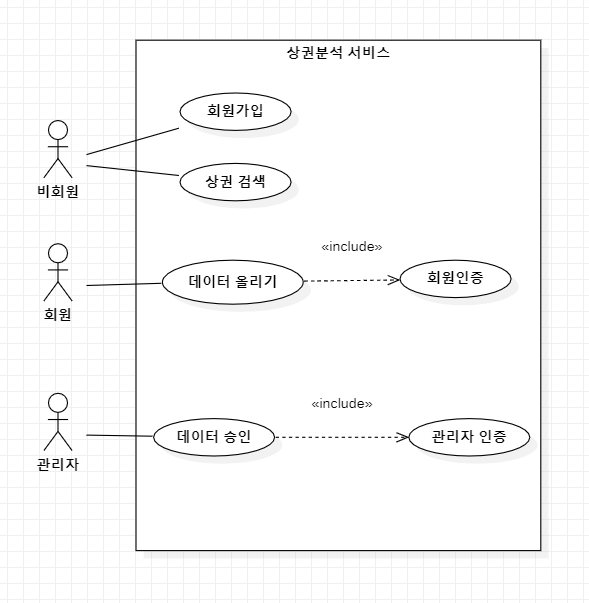 상권분석 서비스
회원가입
비회원
상권 검색
«include»
회원
데이터 올리기
회원인증
«include»
관리자
데이터 승인
관리자 인증